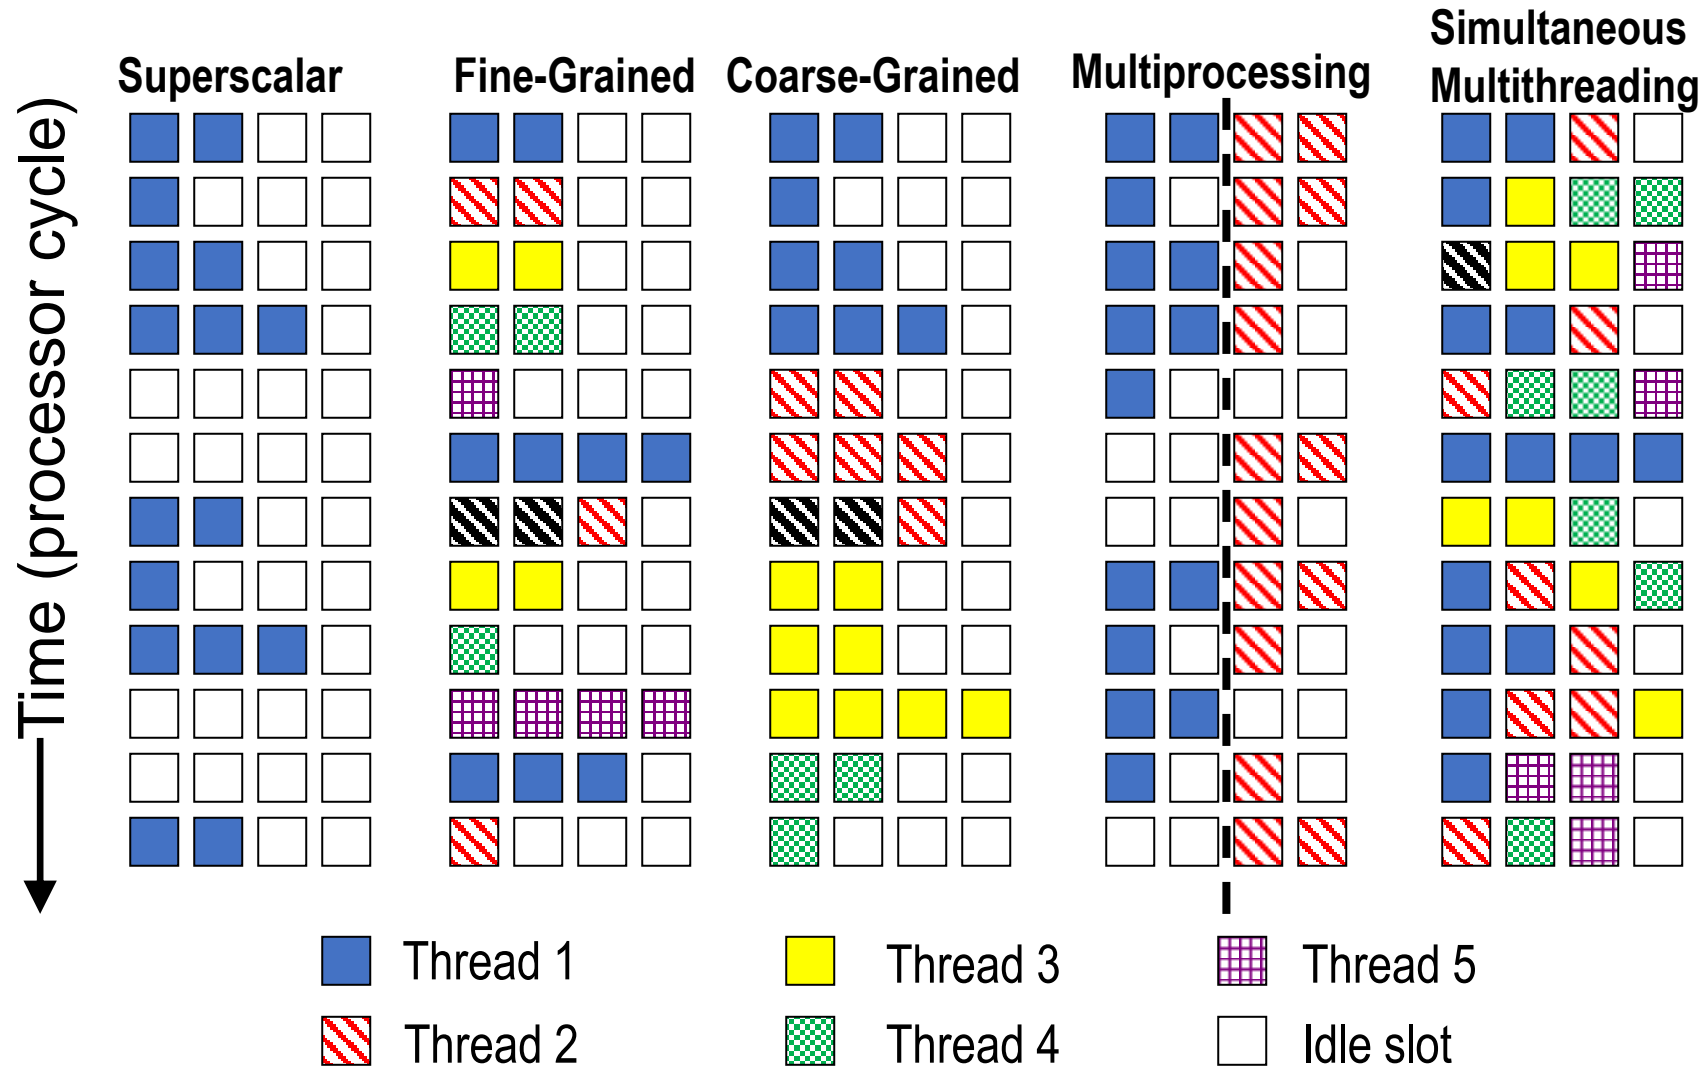 Simultaneous
Multithreading
Superscalar
Fine-Grained
Coarse-Grained
Multiprocessing
Time (processor cycle)
Thread 1
Thread 3
Thread 5
Thread 2
Thread 4
Idle slot